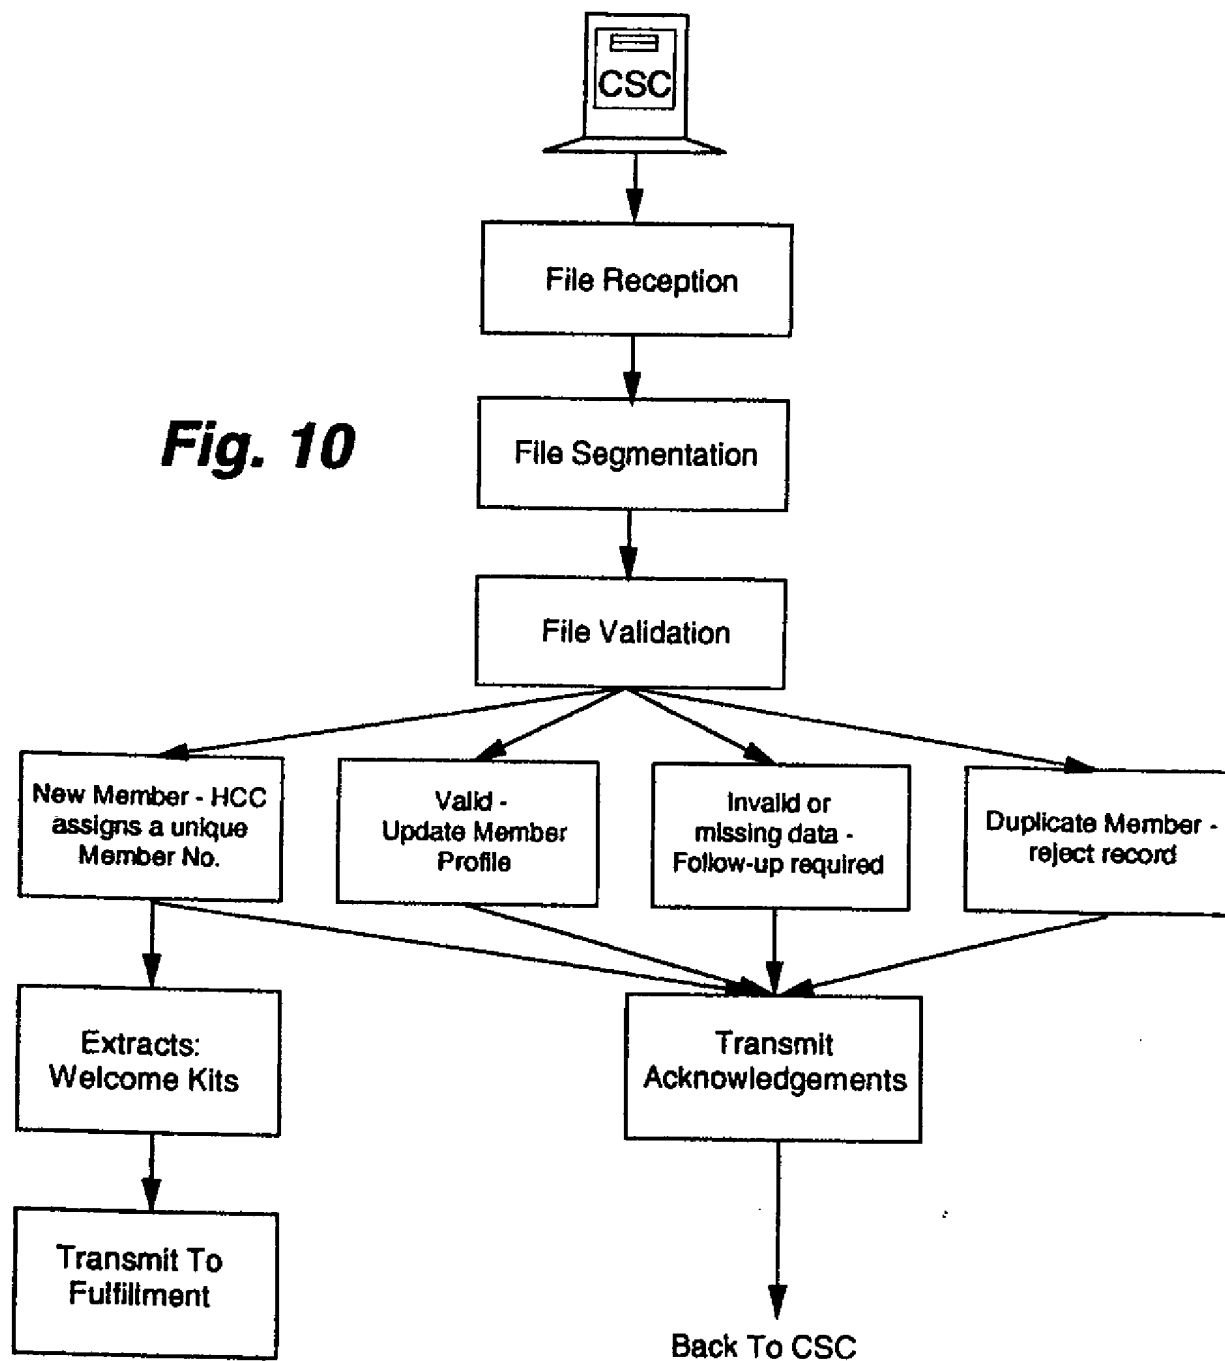 CSC
File Reception
Fig. 10
File Segmentation
File Validation
New Member - HCC
assigns a unique
Member No.
Valid -
Update Member
Profile
Invalid or
missing data -
Follow-up required
Duplicate Member -
reject record
Extracts:
Welcome Kits
Transmit
Acknowledgements
Transmit To
Fulfillment
Back To CSC